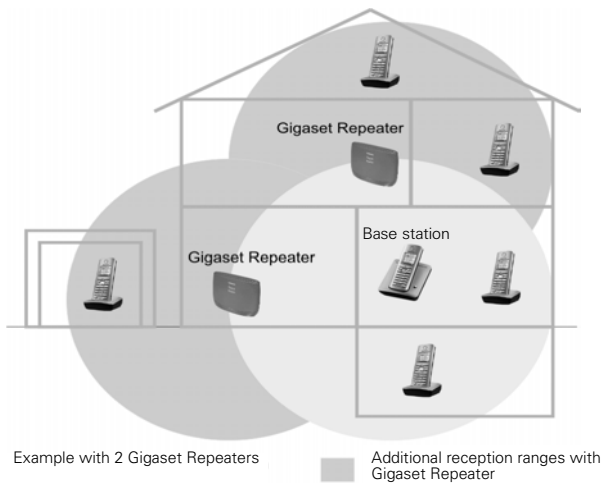 Gigaset Repeater
Base station
Gigaset Repeater
Example with 2 Gigaset Repeaters
Additional reception ranges with
Gigaset Repeater